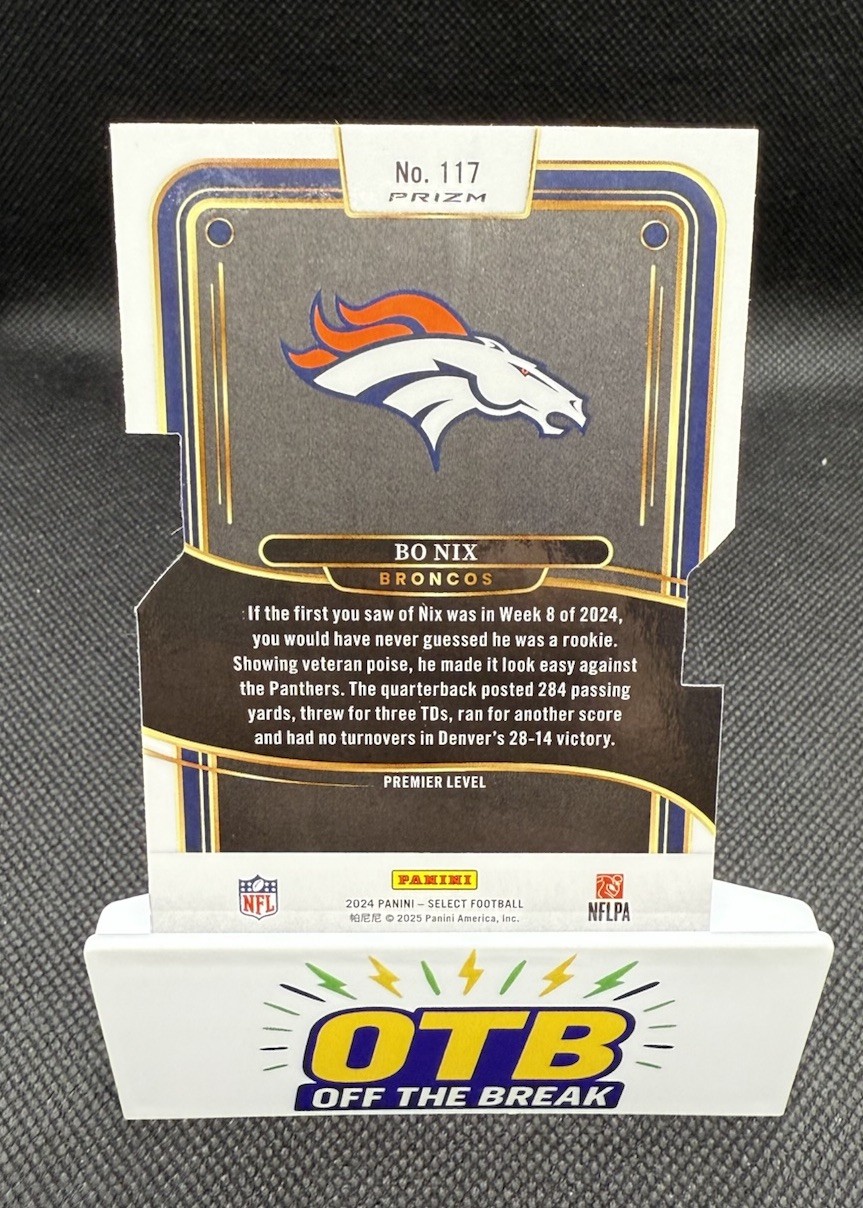 No. 117
PRIZM
BO NIX
BRONCOS
If the first you saw of Nix was in Week 8 of 2024,
you would have never guessed he was a rookie.
Showing veteran poise, he made it look easy against
the Panthers. The quarterback posted 284 passing
yards, threw for three TDs, ran for another score
and had no turnovers in Denver's 28-14 victory.
PREMIER LEVEL
NFL
PANINI
2024 PANINI – SELECT FOOTBALL
帕尼尼 © 2025 Panini America, Inc.
NFLPA
OTB
OFF THE BREAK